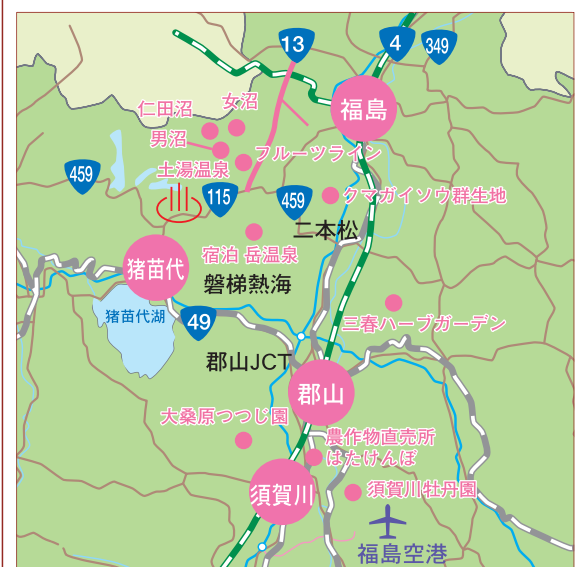 13
4
349
仁田沼
女沼
福島
男沼
フルーツライン
土湯温泉
459
115
459
クマガイソウ群生地
二本松
宿泊 岳温泉
猪苗代
磐梯熱海
猪苗代湖
49
三春ハーブガーデン
郡山JCT
郡山
大桑原つつじ園
農作物直売所
はたけんぼ
須賀川
須賀川牡丹園
福島空港